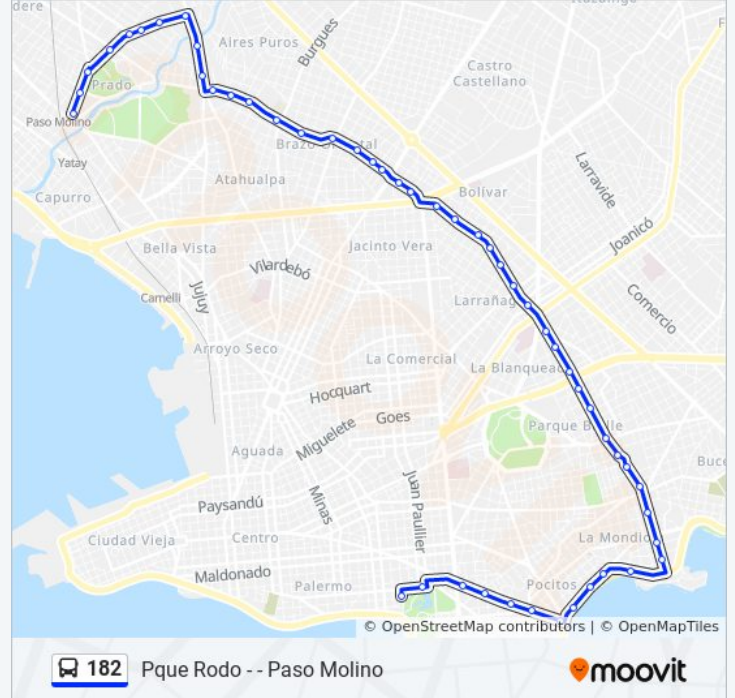 dere
Ituzaingó
Aires Puros
Burgues
Castro
Castellano
Prado
Paso Molino
Yatay
Capurro
Brazo Oriental
Atahualpa
Bolívar
Larravide
Joanicó
Bella Vista
Jacinto Vera
Vilardebó
Jujuy
Camelli
Larrañaga
Comercio
Arroyo Seco
La Comercial
La Blanqueada
Hocquart
Goes
Miguelete
Parque Batlle
Aguada
Buce
Juan Paullier
Minas
Paysandú
Ciudad Vieja
Centro
La Mondio
Maldonado
Palermo
Pocitos
© OpenStreetMap contributors | © OpenMapTiles
182 Pque Rodo - - Paso Molino
moovit